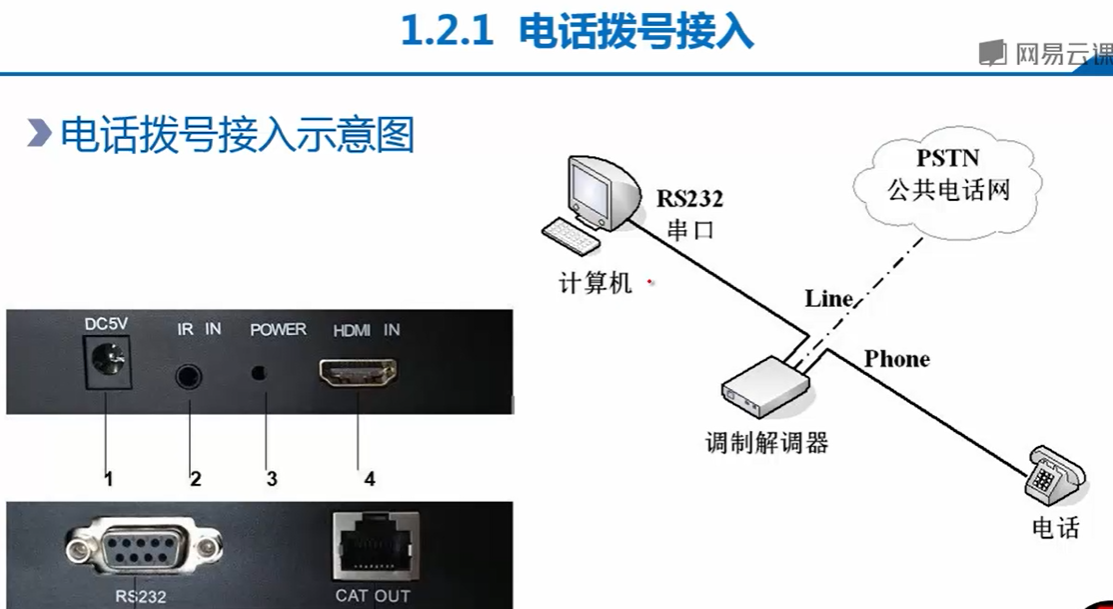 1.2.1 电话拨号接入
网易云课
电话拨号接入示意图
PSTN
公共电话网
RS232
串口
计算机
Line
Phone
调制解调器
电话
DC5V
IR IN
POWER
HDMI IN
1
2
3
4
RS232
CAT OUT